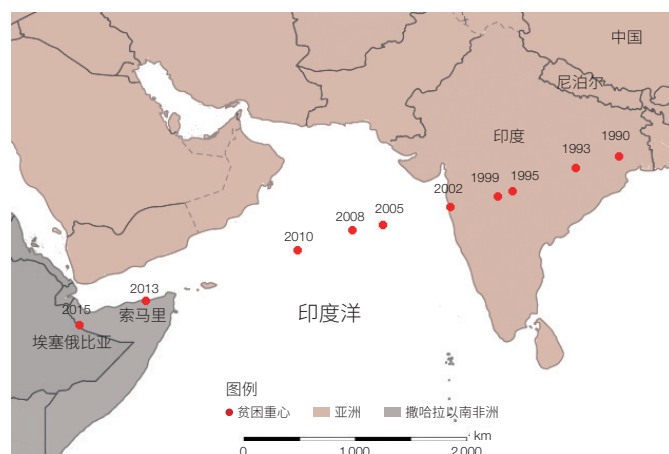 中国
尼泊尔
印度
1990
1993
1995
1999
2002
2005
2008
2010
2013
索马里
2015
埃塞俄比亚
印度洋
图例
贫困重心 亚洲 撒哈拉以南非洲
km
0 1 000 2 000